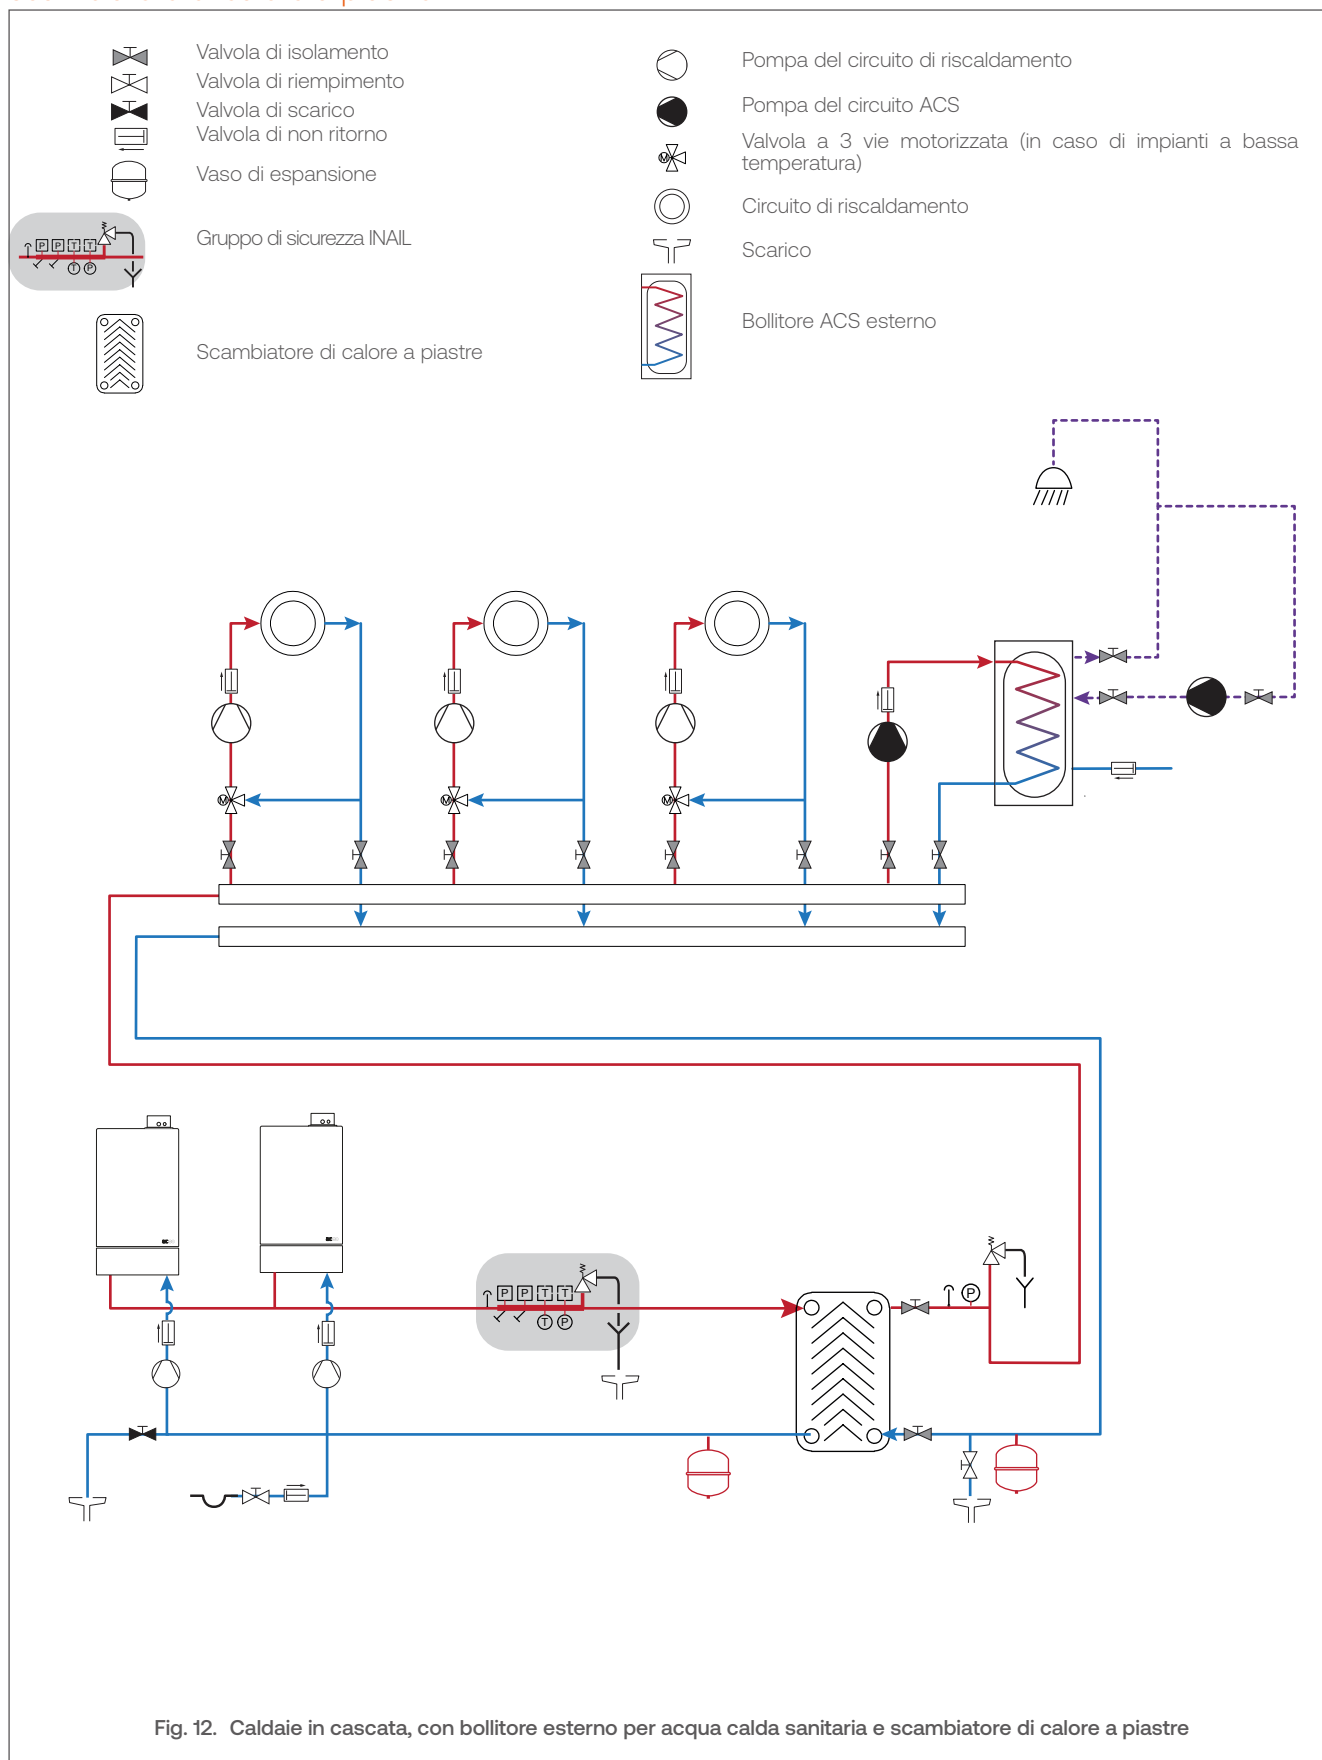 Valvola di isolamento
Valvola di riempimento
Valvola di scarico
Valvola di non ritorno
Vaso di espansione
P P T T
T P
Gruppo di sicurezza INAIL
Scambiatore di calore a piastre
Pompa del circuito di riscaldamento
Pompa del circuito ACS
M
Valvola a 3 vie motorizzata (in caso di impianti a bassa
temperatura)
Circuito di riscaldamento
Scarico
Bollitore ACS esterno
M
M
M
P P T T
T P
P
Fig. 12. Caldaie in cascata, con bollitore esterno per acqua calda sanitaria e scambiatore di calore a piastre